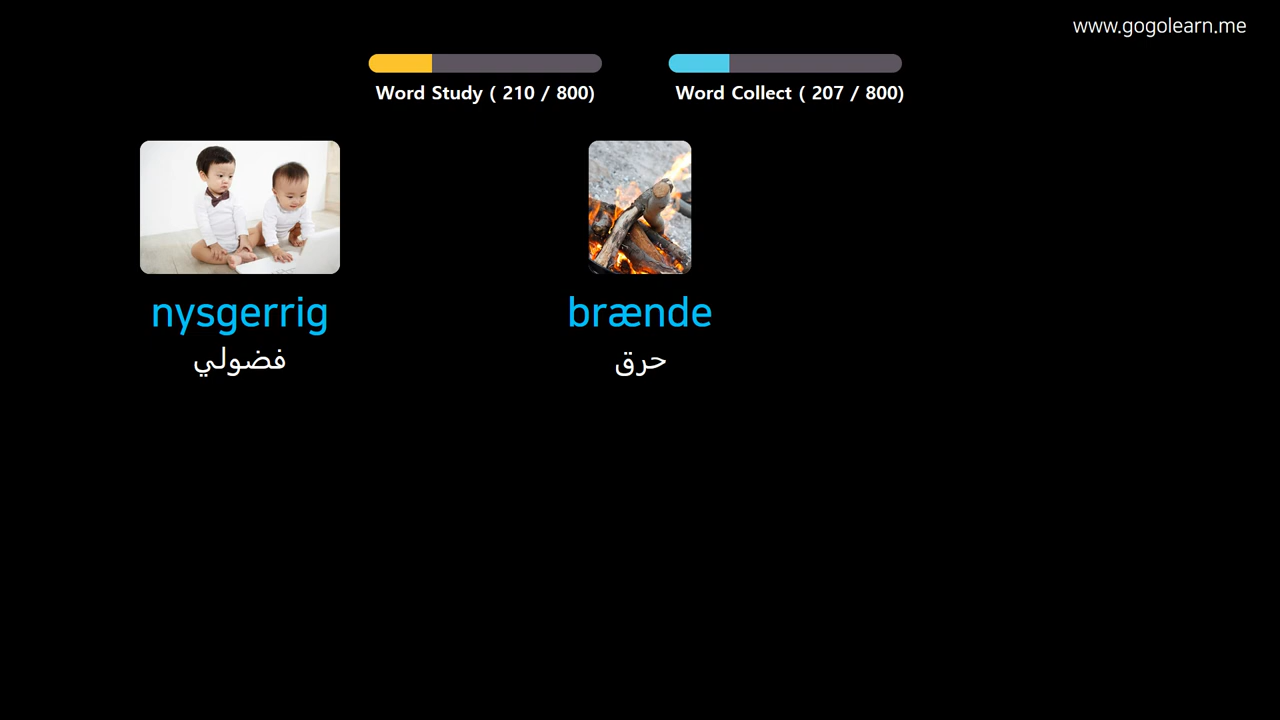 www.gogolearn.me
Word Study ( 210 / 800)
Word Collect ( 207 / 800)
nysgerrig
فضولي
brænde
حرق